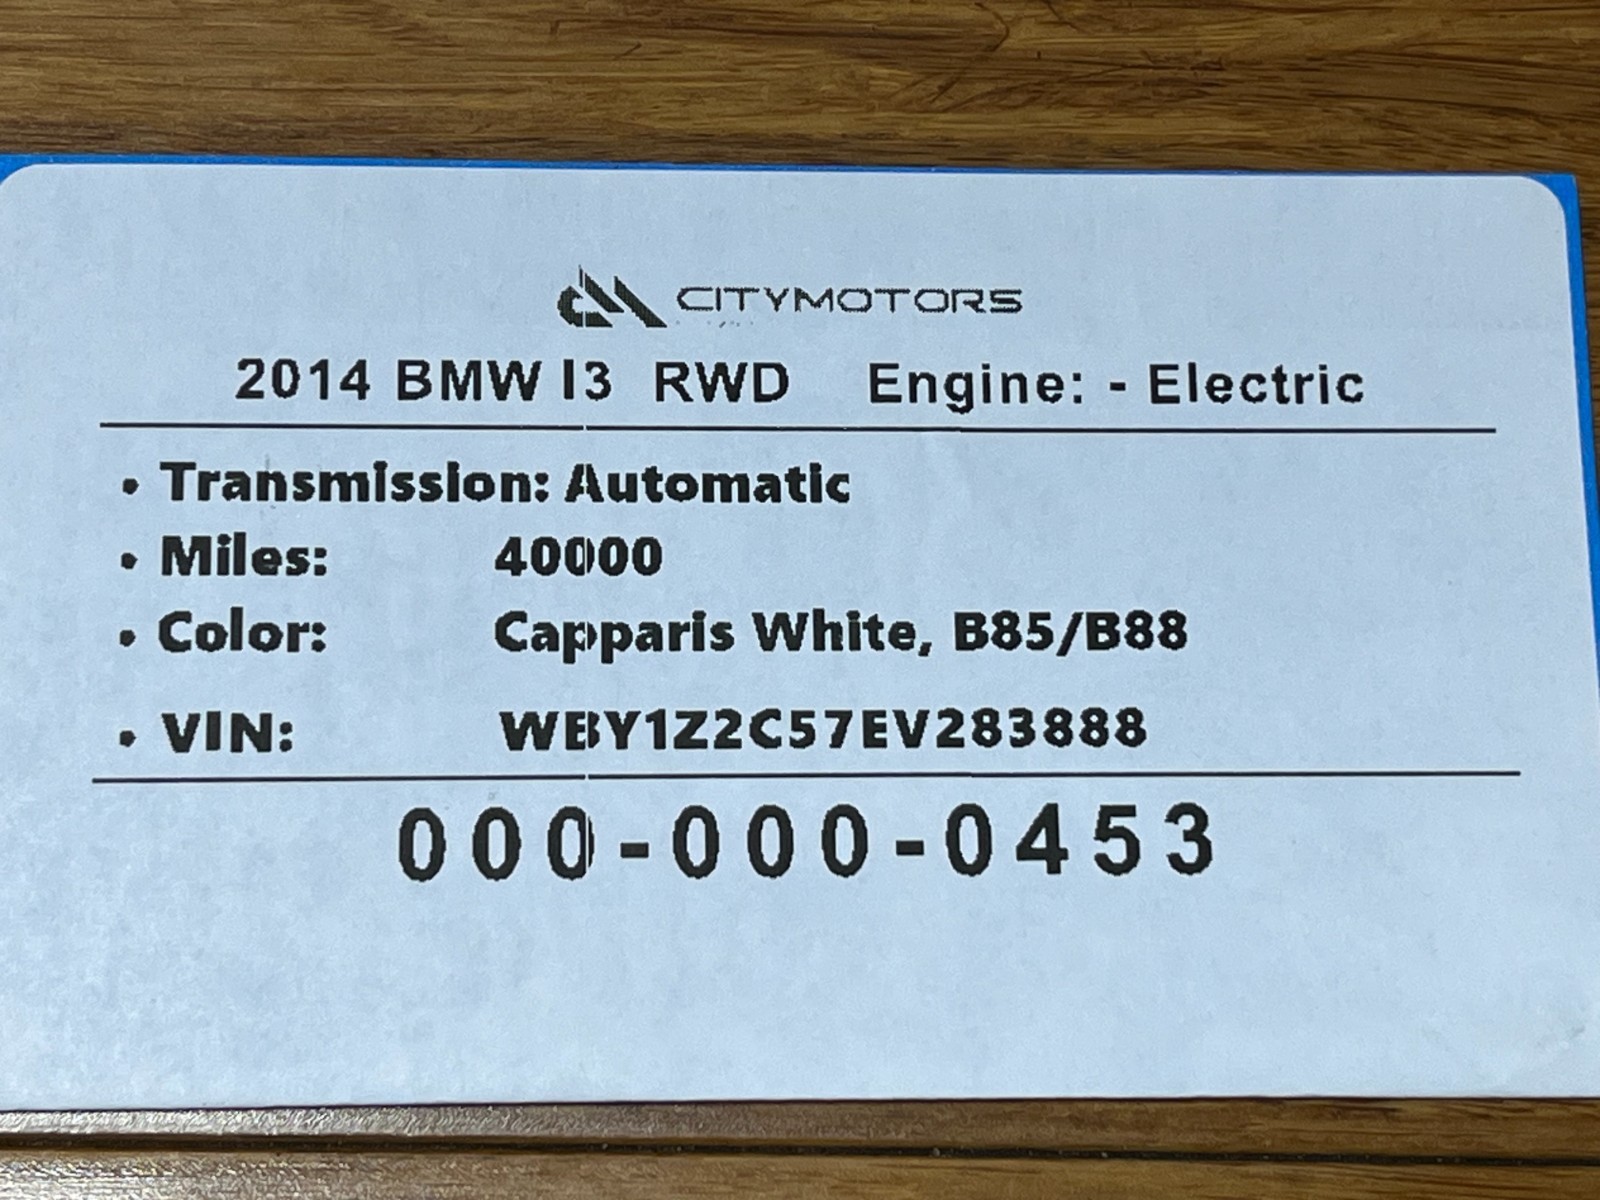 CITYMOTORS
2014 BMW I3 RWD Engine: - Electric
• Transmission: Automatic
• Miles: 40000
• Color: Capparis White, B85/B88
• VIN: WBY1Z2C57EV283888
000-000-0453